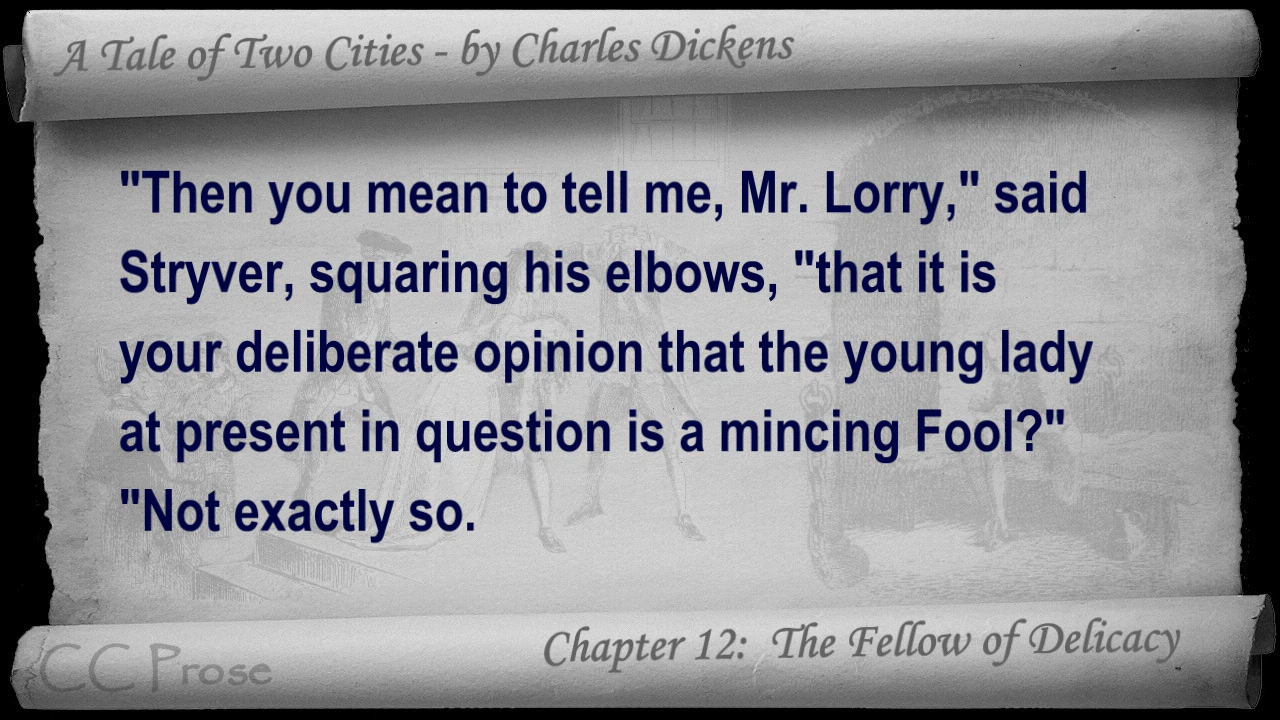 A Tale of Two Cities - by Charles Dickens
"Then you mean to tell me, Mr. Lorry," said
Stryver, squaring his elbows, "that it is
your deliberate opinion that the young lady
at present in question is a mincing Fool?"
"Not exactly so.
Chapter 12: The Fellow of Delicacy
CC Prose